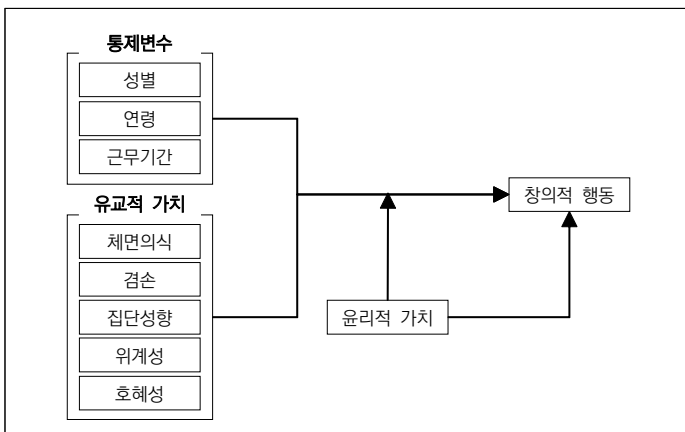 통제변수
성별
연령
근무기간
유교적 가치
체면의식
겸손
집단성향
위계성
호혜성
창의적 행동
윤리적 가치